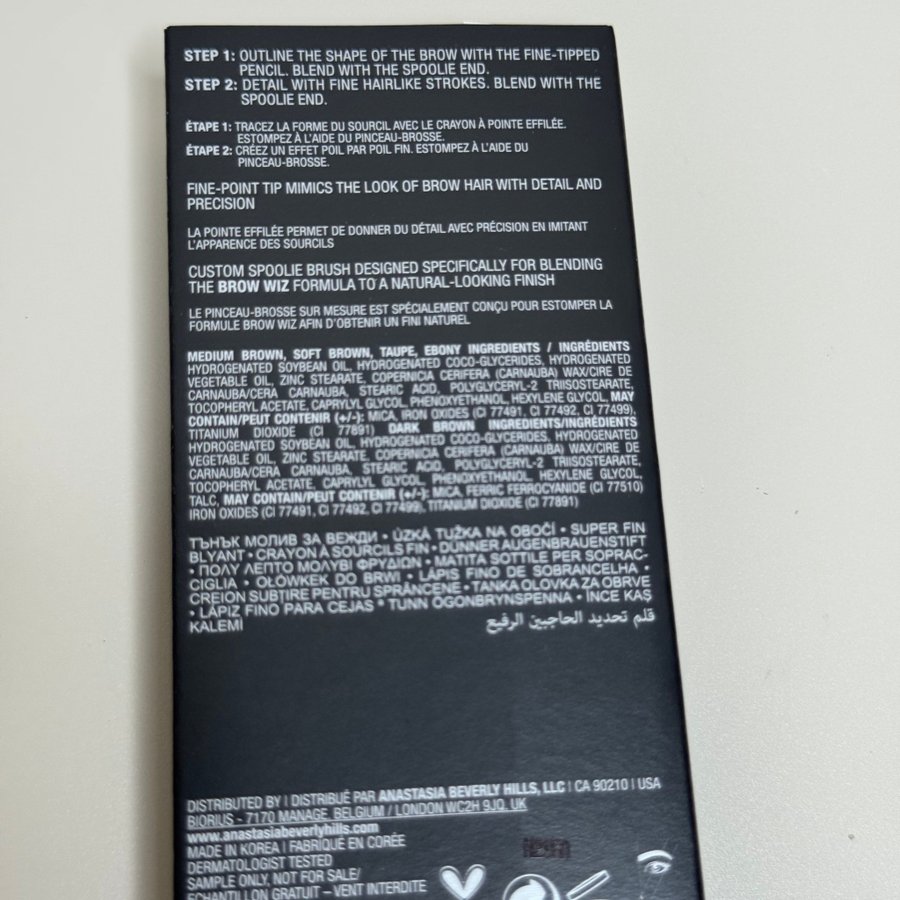 STEP 1: OUTLINE THE SHAPE OF THE BROW WITH THE FINE-TIPPED
PENCIL. BLEND WITH THE SPOOLIE END.
STEP 2: DETAIL WITH FINE HAIRLIKE STROKES. BLEND WITH THE
SPOOLIE END.
ÉTAPE 1: TRACEZ LA FORME DU SOURCIL AVEC LE CRAYON À POINTE EFFILÉE.
ESTOMPEZ À L'AIDE DU PINCEAU-BROSSE.
ÉTAPE 2: CRÉEZ UN EFFET POIL PAR POIL FIN. ESTOMPEZ À L'AIDE DU
PINCEAU-BROSSE.
FINE-POINT TIP MIMICS THE LOOK OF BROW HAIR WITH DETAIL AND
PRECISION
LA POINTE EFFILÉE PERMET DE DONNER DU DÉTAIL AVEC PRÉCISION EN IMITANT
L'APPARENCE DES SOURCILS
CUSTOM SPOOLIE BRUSH DESIGNED SPECIFICALLY FOR BLENDING
THE BROW WIZ FORMULA TO A NATURAL-LOOKING FINISH
LE PINCEAU-BROSSE SUR MESURE EST SPÉCIALEMENT CONÇU POUR ESTOMPER LA
FORMULE BROW WIZ AFIN D'OBTENIR UN FINI NATUREL
MEDIUM BROWN, SOFT BROWN, TAUPE, EBONY INGREDIENTS / INGRÉDIENTS
HYDROGENATED SOYBEAN OIL, HYDROGENATED COCO-GLYCERIDES, HYDROGENATED
VEGETABLE OIL, ZINC STEARATE, COPERNICIA CERIFERA (CARNAUBA) WAX/CIRE DE
CARNAUBA/CERA CARNAUBA, STEARIC ACID, POLYGLYCERYL-2 TRIISOSTEARATE,
TOCOPHERYL ACETATE, CAPRYLYL GLYCOL, PHENOXYETHANOL, HEXYLENE GLYCOL, MAY
CONTAIN/PEUT CONTENIR (+/-): MICA, IRON OXIDES (CI 77491, CI 77492, CI 77499),
TITANIUM DIOXIDE (CI 77891) DARK BROWN INGREDIENTS/INGRÉDIENTS
HYDROGENATED SOYBEAN OIL, HYDROGENATED COCO-GLYCERIDES, HYDROGENATED
VEGETABLE OIL, ZINC STEARATE, COPERNICIA CERIFERA (CARNAUBA) WAX/CIRE DE
CARNAUBA/CERA CARNAUBA, STEARIC ACID, POLYGLYCERYL-2 TRIISOSTEARATE,
TOCOPHERYL ACETATE, CAPRYLYL GLYCOL, PHENOXYETHANOL, HEXYLENE GLYCOL,
TALC, MAY CONTAIN/PEUT CONTENIR (+/-): MICA, FERRIC FERROCYANIDE (CI 77510)
IRON OXIDES (CI 77491, CI 77492, CI 77499), TITANIUM DIOXIDE (CI 77891)
ТЪНЪК МОЛИВ ЗА ВЕЖДИ • ÚZKÁ TUŽKA NA OBOČÍ • SUPER FIN
BLYANT • CRAYON À SOURCILS FIN • DÜNNER AUGENBRAUENSTIFT
• ΠΟΛΥ ΛΕΠΤΟ ΜΟΛΥΒΙ ΦΡΥΔΙΩΝ • MATITA SOTTILE PER SOPRAC-
CIGLIA • OŁÓWKEK DO BRWI • LÁPIS FINO DE SOBRANCELHA •
CREION SUBȚIRE PENTRU SPRÂNCENE • TANKA OLOVKA ZA OBRVE
• LÁPIZ FINO PARA CEJAS • TUNN ÖGONBRYNSPENNA • İNCE KAŞ
KALEMİ
قلم تحديد الحاجبين الرفيع
DISTRIBUTED BY | DISTRIBUÉ PAR ANASTASIA BEVERLY HILLS, LLC | CA 90210 | USA
BIORIUS - 7170 MANAGE, BELGIUM / LONDON WC2H 9JQ, UK
www.anastasiabeverlyhills.com
MADE IN KOREA | FABRIQUÉ EN CORÉE
DERMATOLOGIST TESTED
SAMPLE ONLY, NOT FOR SALE/
ÉCHANTILLON GRATUIT – VENT INTERDITE